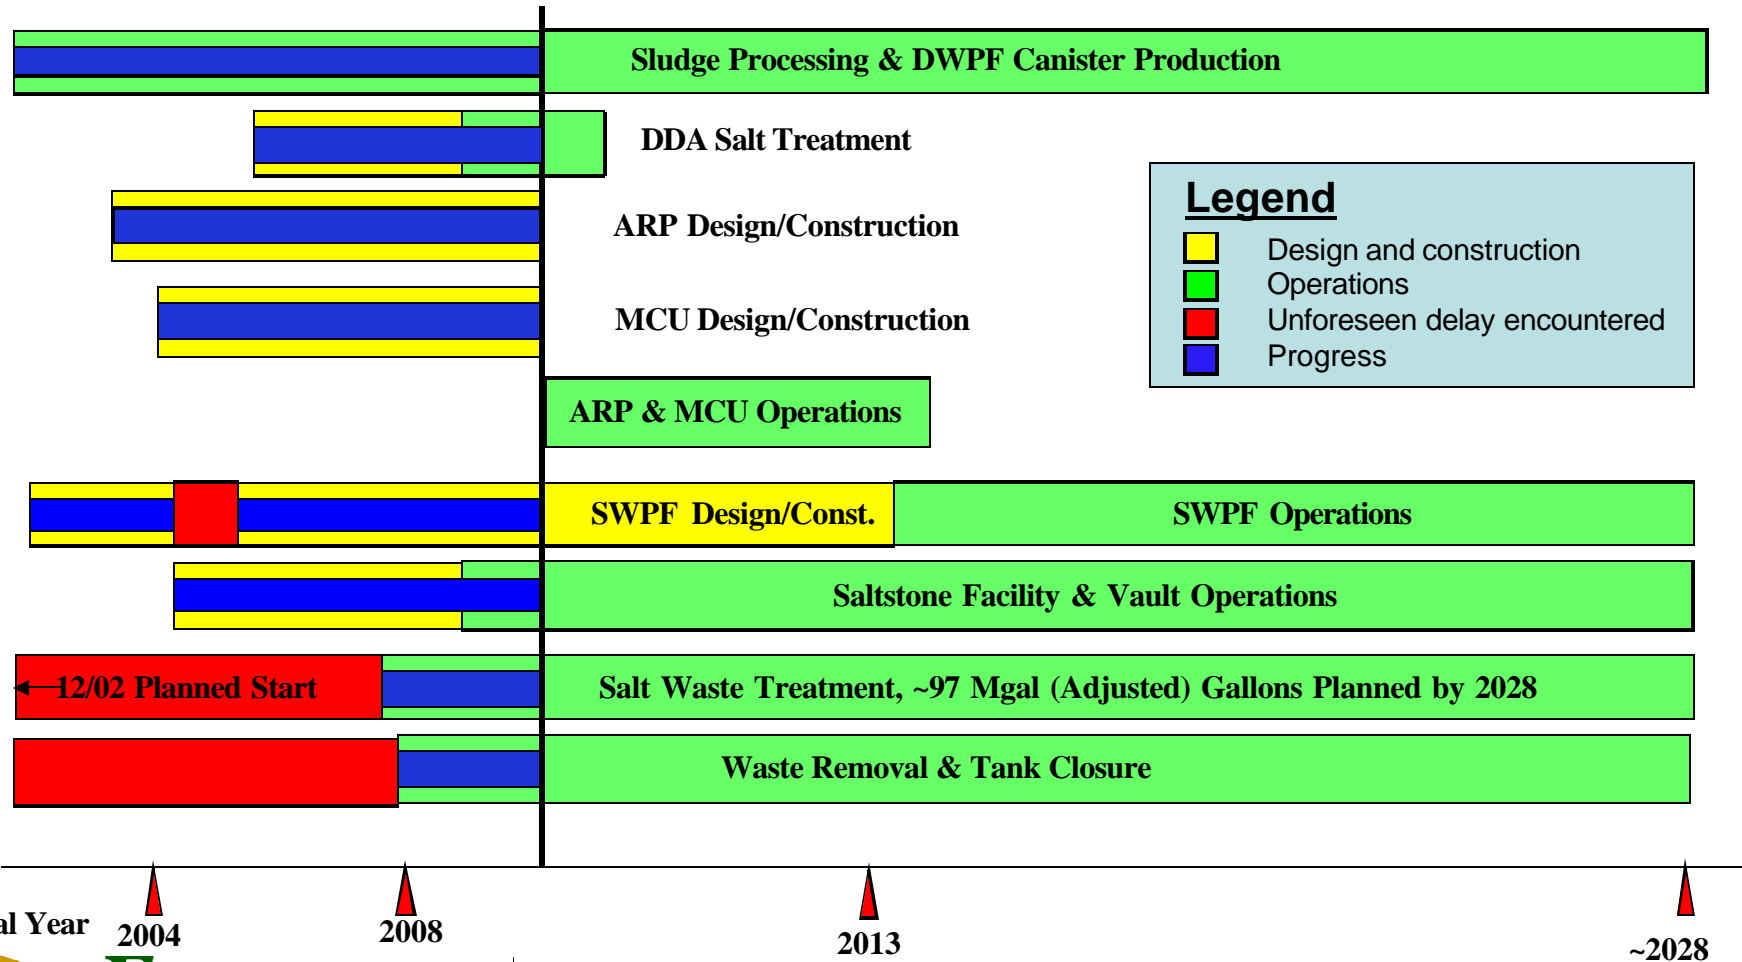 Sludge Processing & DWPF Canister Production
DDA Salt Treatment
Legend
ARP Design/Construction
Design and construction
Operations
MCU Design/Construction
Unforeseen delay encountered
Progress
ARP & MCU Operations
SWPF Design/Const.
SWPF Operations
Saltstone Facility & Vault Operations
12/02 Planned Start
Salt Waste Treatment, ~97 Mgal (Adjusted) Gallons Planned by 2028
Waste Removal & Tank Closure
al Year
2004
2008
2013
~2028